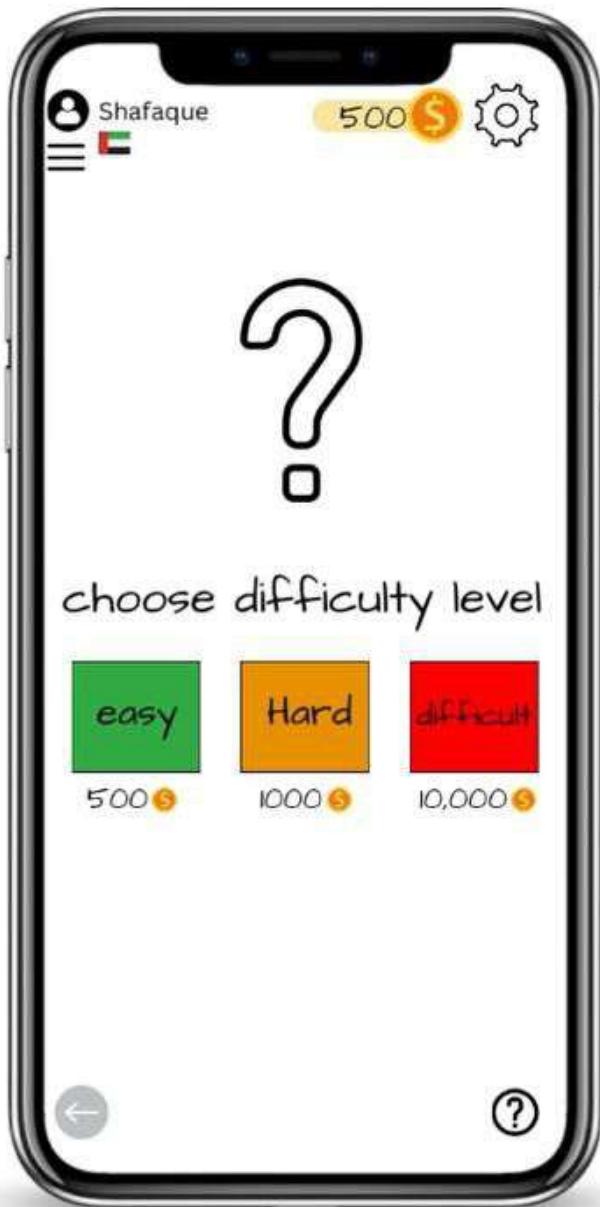 Shafaque
500 $
?
choose difficulty level
easy
Hard
difficult
500 $
1000 $
10,000 $
?